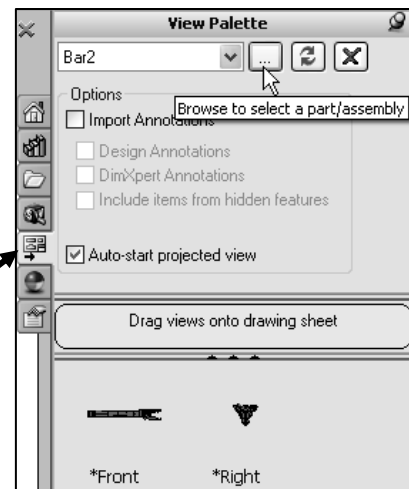 View Palette
Bar2
...
Options
Browse to select a part/assembly
Import Annotations
Design Annotations
DimXpert Annotations
Include items from hidden features
Auto-start projected view
Drag views onto drawing sheet
*Front
*Right